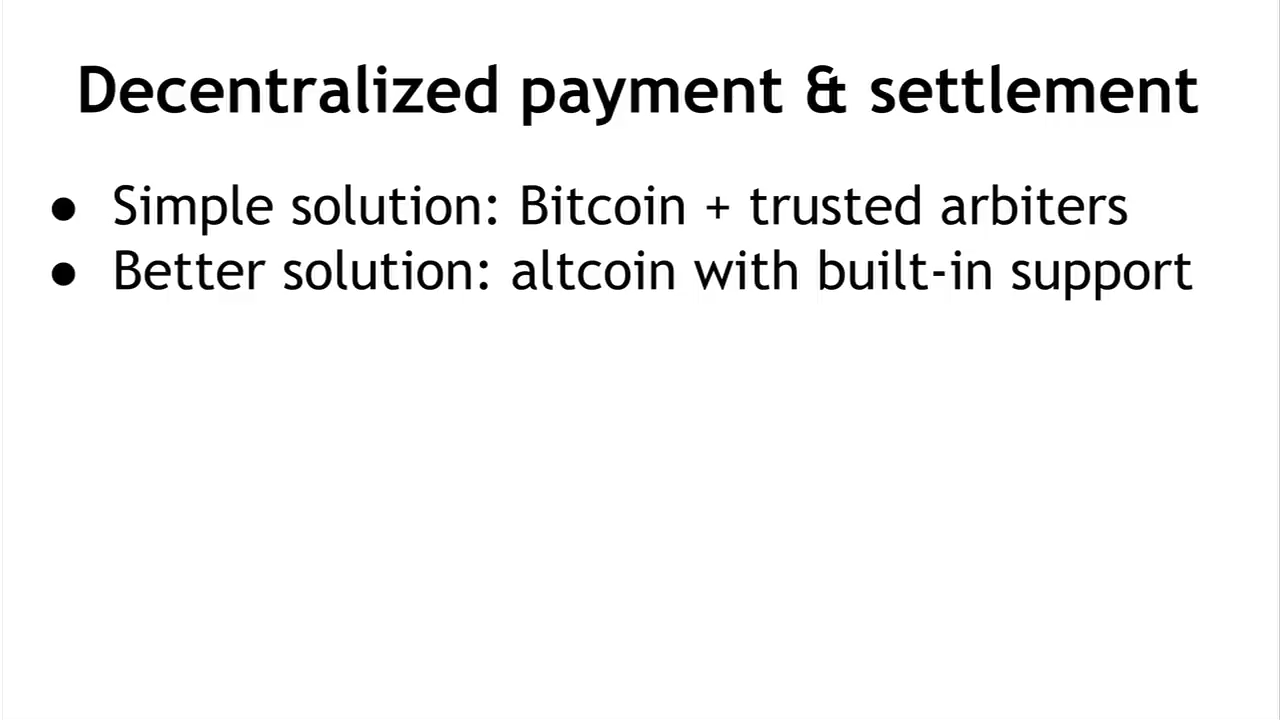 Decentralized payment & settlement
● Simple solution: Bitcoin + trusted arbiters
● Better solution: altcoin with built-in support